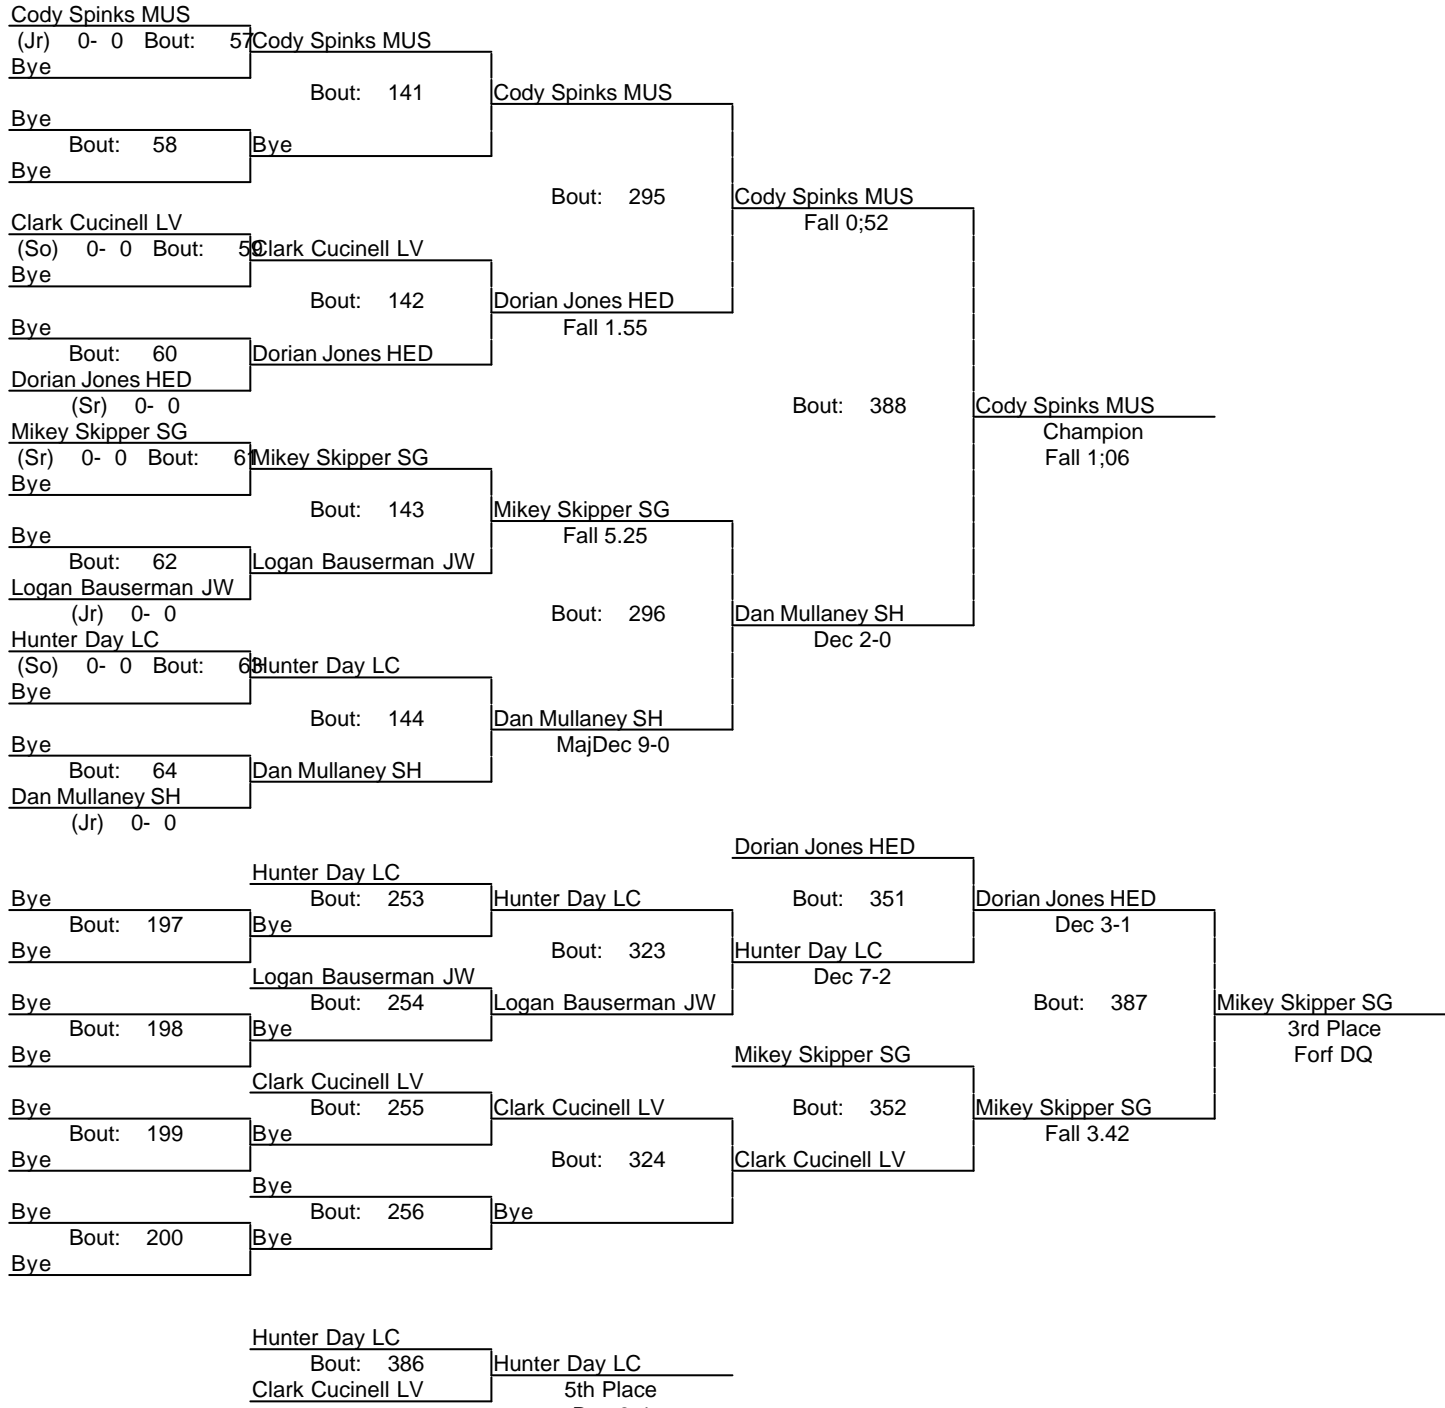 Cody Spinks MUS
(Jr) 0- 0 Bout: 57 Cody Spinks MUS
Bye
Bout: 141 Cody Spinks MUS
Bye
Bout: 58 Bye
Bye
Bout: 295 Cody Spinks MUS
Clark Cucinell LV Fall 0;52
(So) 0- 0 Bout: 59 Clark Cucinell LV
Bye
Bout: 142 Dorian Jones HED
Bye Fall 1.55
Bout: 60 Dorian Jones HED
Dorian Jones HED
(Sr) 0- 0 Bout: 388 Cody Spinks MUS
Mikey Skipper SG Champion
(Sr) 0- 0 Bout: 61 Mikey Skipper SG Fall 1;06
Bye
Bout: 143 Mikey Skipper SG
Bye Fall 5.25
Bout: 62 Logan Bauserman JW
Logan Bauserman JW
(Jr) 0- 0 Bout: 296 Dan Mullaney SH
Hunter Day LC Dec 2-0
(So) 0- 0 Bout: 63 Hunter Day LC
Bye
Bout: 144 Dan Mullaney SH
Bye MajDec 9-0
Bout: 64 Dan Mullaney SH
Dan Mullaney SH
(Jr) 0- 0
Dorian Jones HED
Hunter Day LC
Bye Bout: 253 Hunter Day LC Bout: 351 Dorian Jones HED
Bout: 197 Bye Dec 3-1
Bye Bout: 323 Hunter Day LC
Logan Bauserman JW Dec 7-2
Bye Bout: 254 Logan Bauserman JW Bout: 387 Mikey Skipper SG
Bout: 198 Bye 3rd Place
Bye Mikey Skipper SG Forf DQ
Clark Cucinell LV
Bye Bout: 255 Clark Cucinell LV Bout: 352 Mikey Skipper SG
Bout: 199 Bye Fall 3.42
Bye Bout: 324 Clark Cucinell LV
Bye
Bye Bout: 256 Bye
Bout: 200 Bye
Bye
Hunter Day LC
Bout: 386 Hunter Day LC
Clark Cucinell LV 5th Place